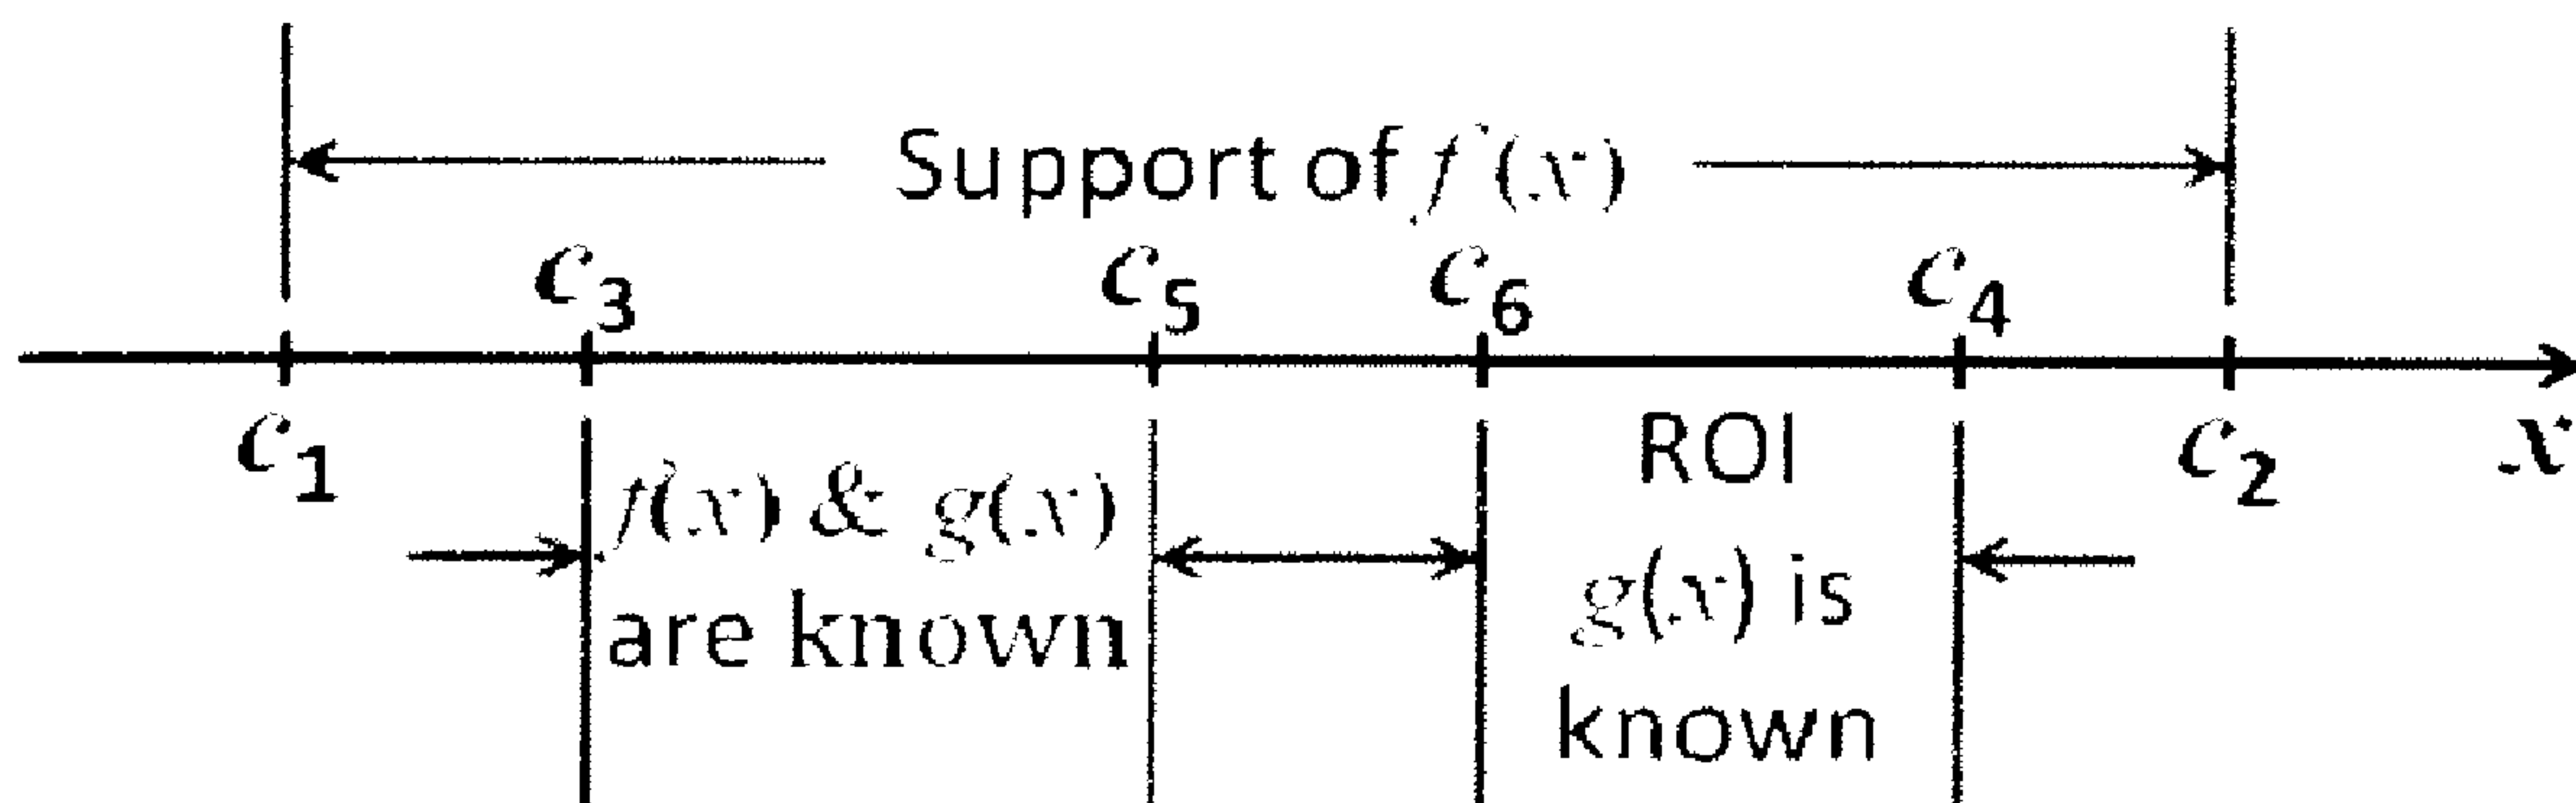 Support of f(x)
c3 c5 c6 c4
c1 c2 x
f(x) & g(x)
are known
ROI
g(x) is
known